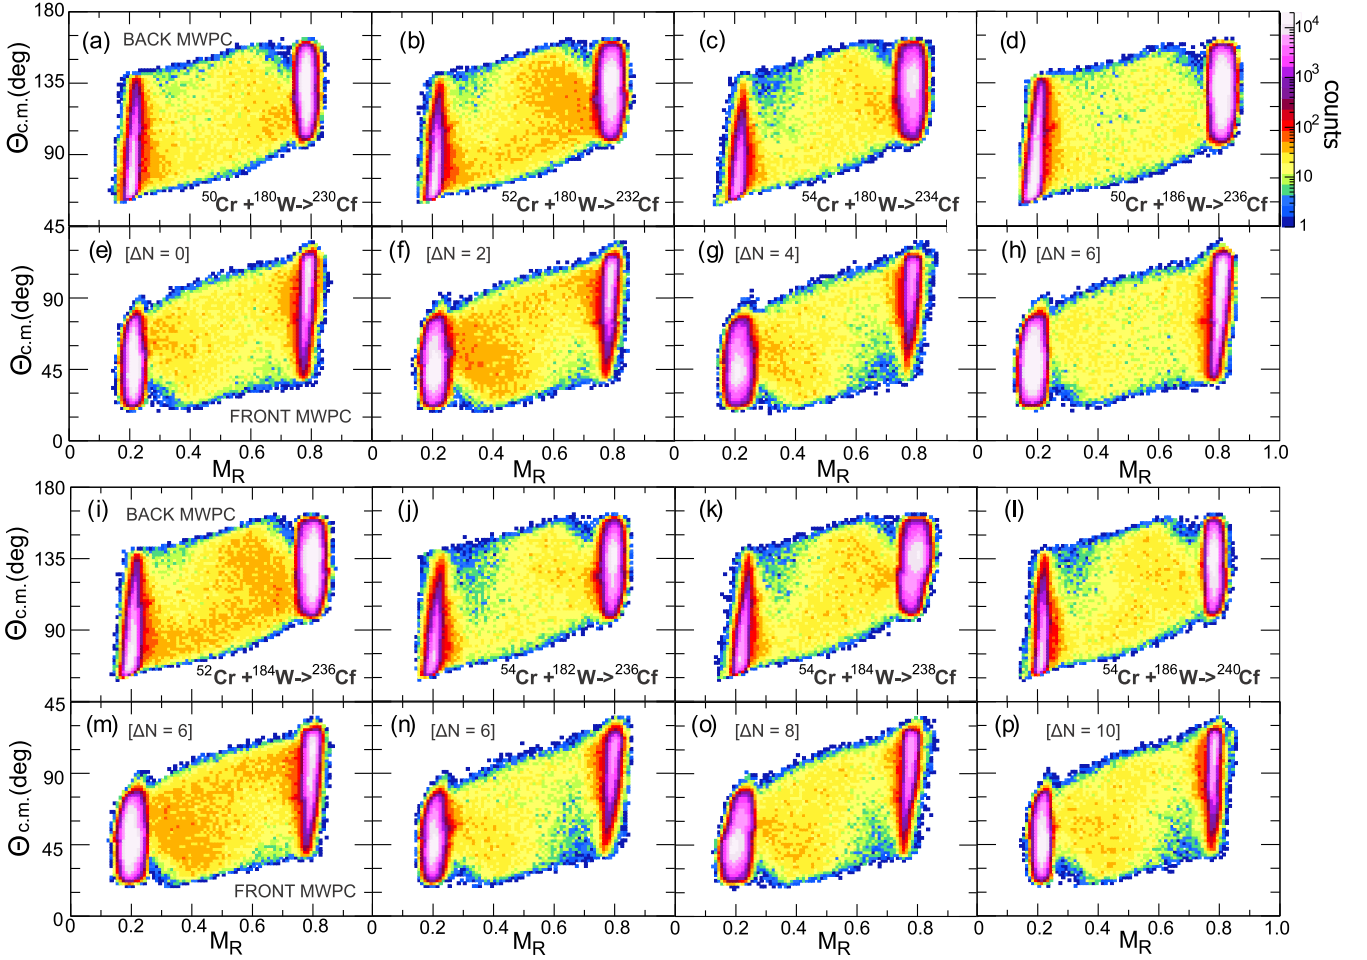 180
135
90
45
Θc.m.(deg)
(a) BACK MWPC
50Cr +180W->230Cf
(b)
52Cr +180W->232Cf
(c)
54Cr +180W->234Cf
(d)
50Cr +186W->236Cf
10^4
10^3
10^2
10
1
counts
90
45
0
Θc.m.(deg)
(e) [ΔN = 0]
FRONT MWPC
(f) [ΔN = 2]
(g) [ΔN = 4]
(h) [ΔN = 6]
0.2 0.4 0.6 0.8 0 0.2 0.4 0.6 0.8 0 0.2 0.4 0.6 0.8 0 0.2 0.4 0.6 0.8 1.0
MR MR MR MR
180
135
90
45
Θc.m.(deg)
(i) BACK MWPC
52Cr +184W->236Cf
(j)
54Cr +182W->236Cf
(k)
54Cr +184W->238Cf
(l)
54Cr +186W->240Cf
90
45
0
Θc.m.(deg)
(m) [ΔN = 6]
FRONT MWPC
(n) [ΔN = 6]
(o) [ΔN = 8]
(p) [ΔN = 10]
0.2 0.4 0.6 0.8 0 0.2 0.4 0.6 0.8 0 0.2 0.4 0.6 0.8 0 0.2 0.4 0.6 0.8 1.0
MR MR MR MR